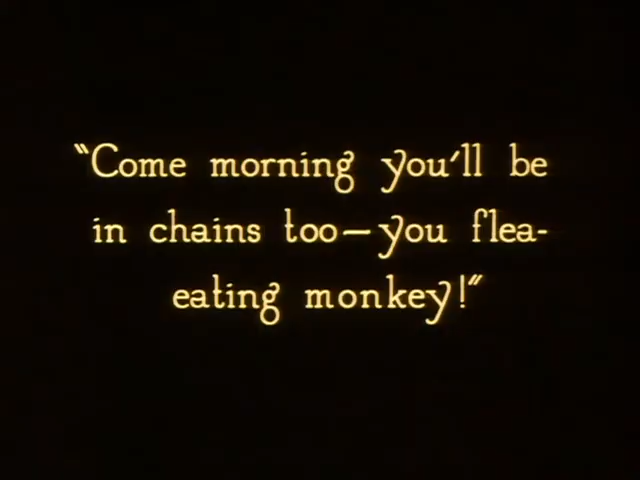 “Come morning you'll be
in chains too—you flea-
eating monkey!”